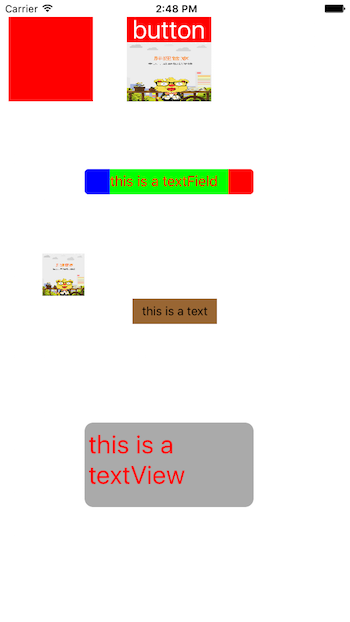 Carrier 2:48 PM
button
this is a textField
this is a text
this is a
textView